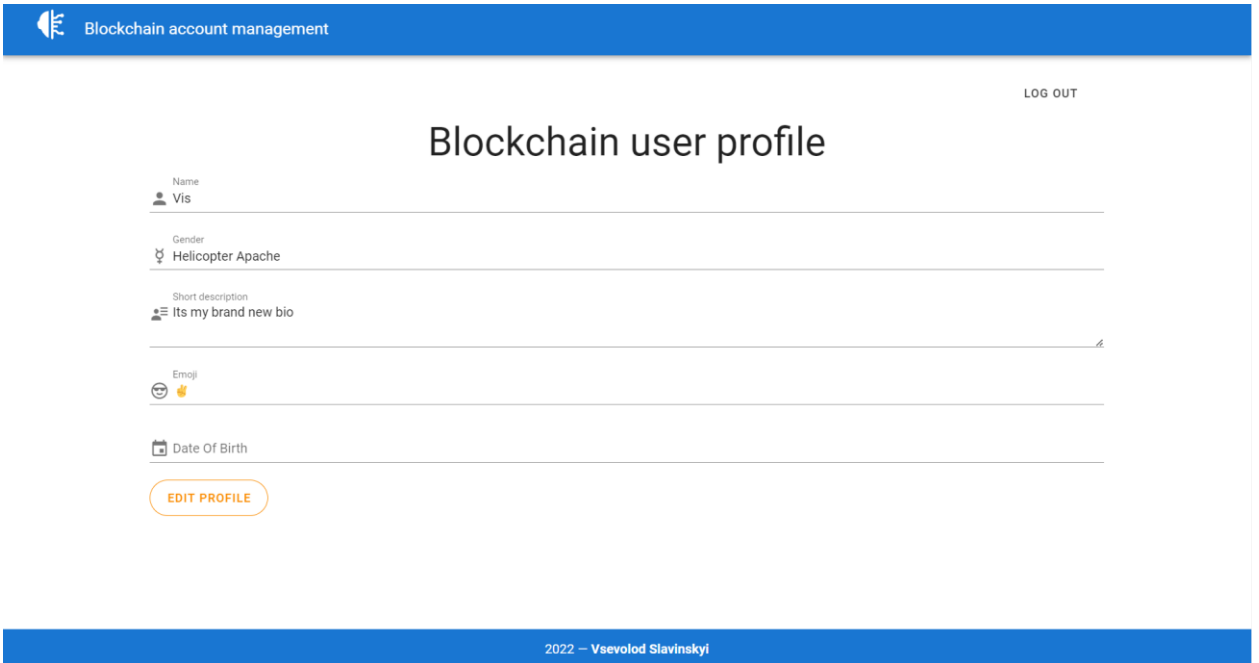 Blockchain account management
LOG OUT
Blockchain user profile
Name
Vis
Gender
Helicopter Apache
Short description
Its my brand new bio
Emoji
✌
Date Of Birth
EDIT PROFILE
2022 — Vsevolod Slavinskyi